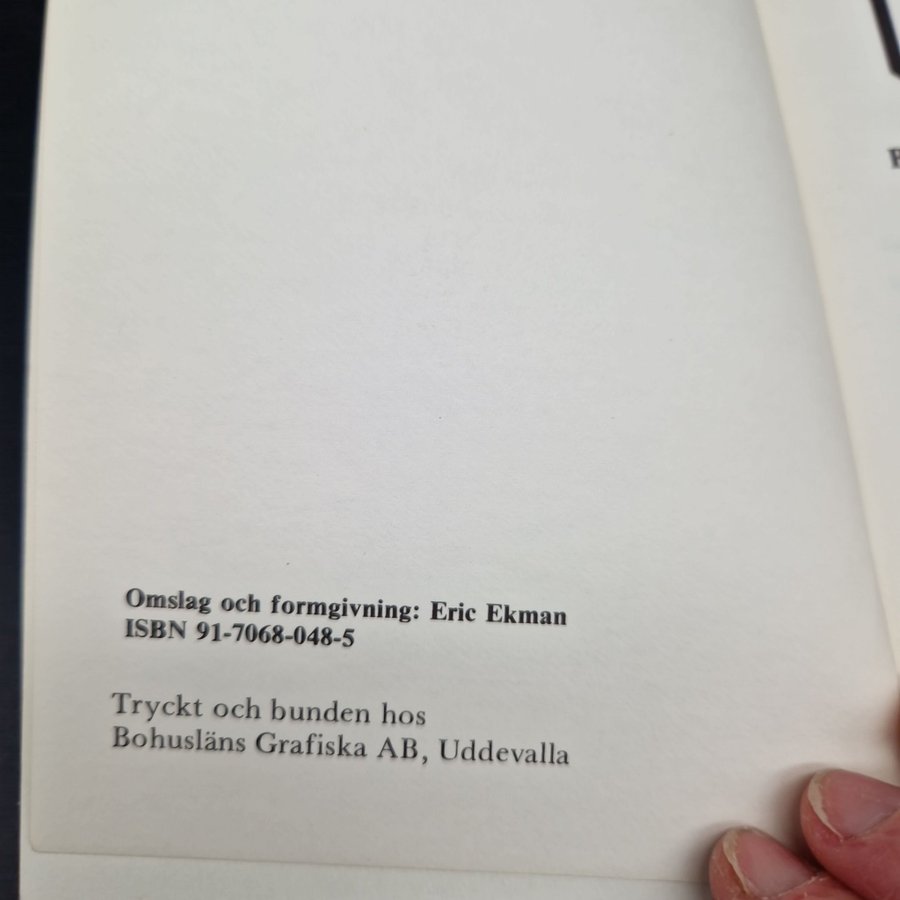 Omslag och formgivning: Eric Ekman
ISBN 91-7068-048-5
Tryckt och bunden hos
Bohusläns Grafiska AB, Uddevalla